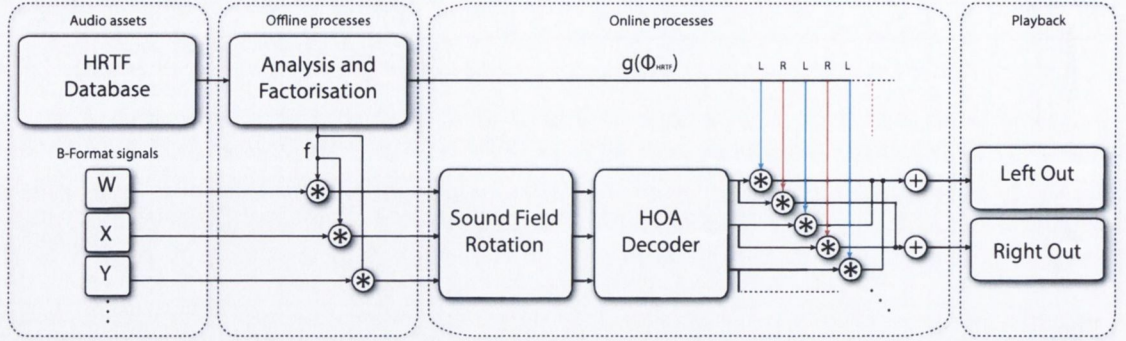 Audio assets
Offline processes
Online processes
Playback
HRTF
Database
Analysis and
Factorisation
g(ΦHRTF)
L R L R L
B-Format signals
f
W
X
Y
Sound Field
Rotation
HOA
Decoder
Left Out
Right Out